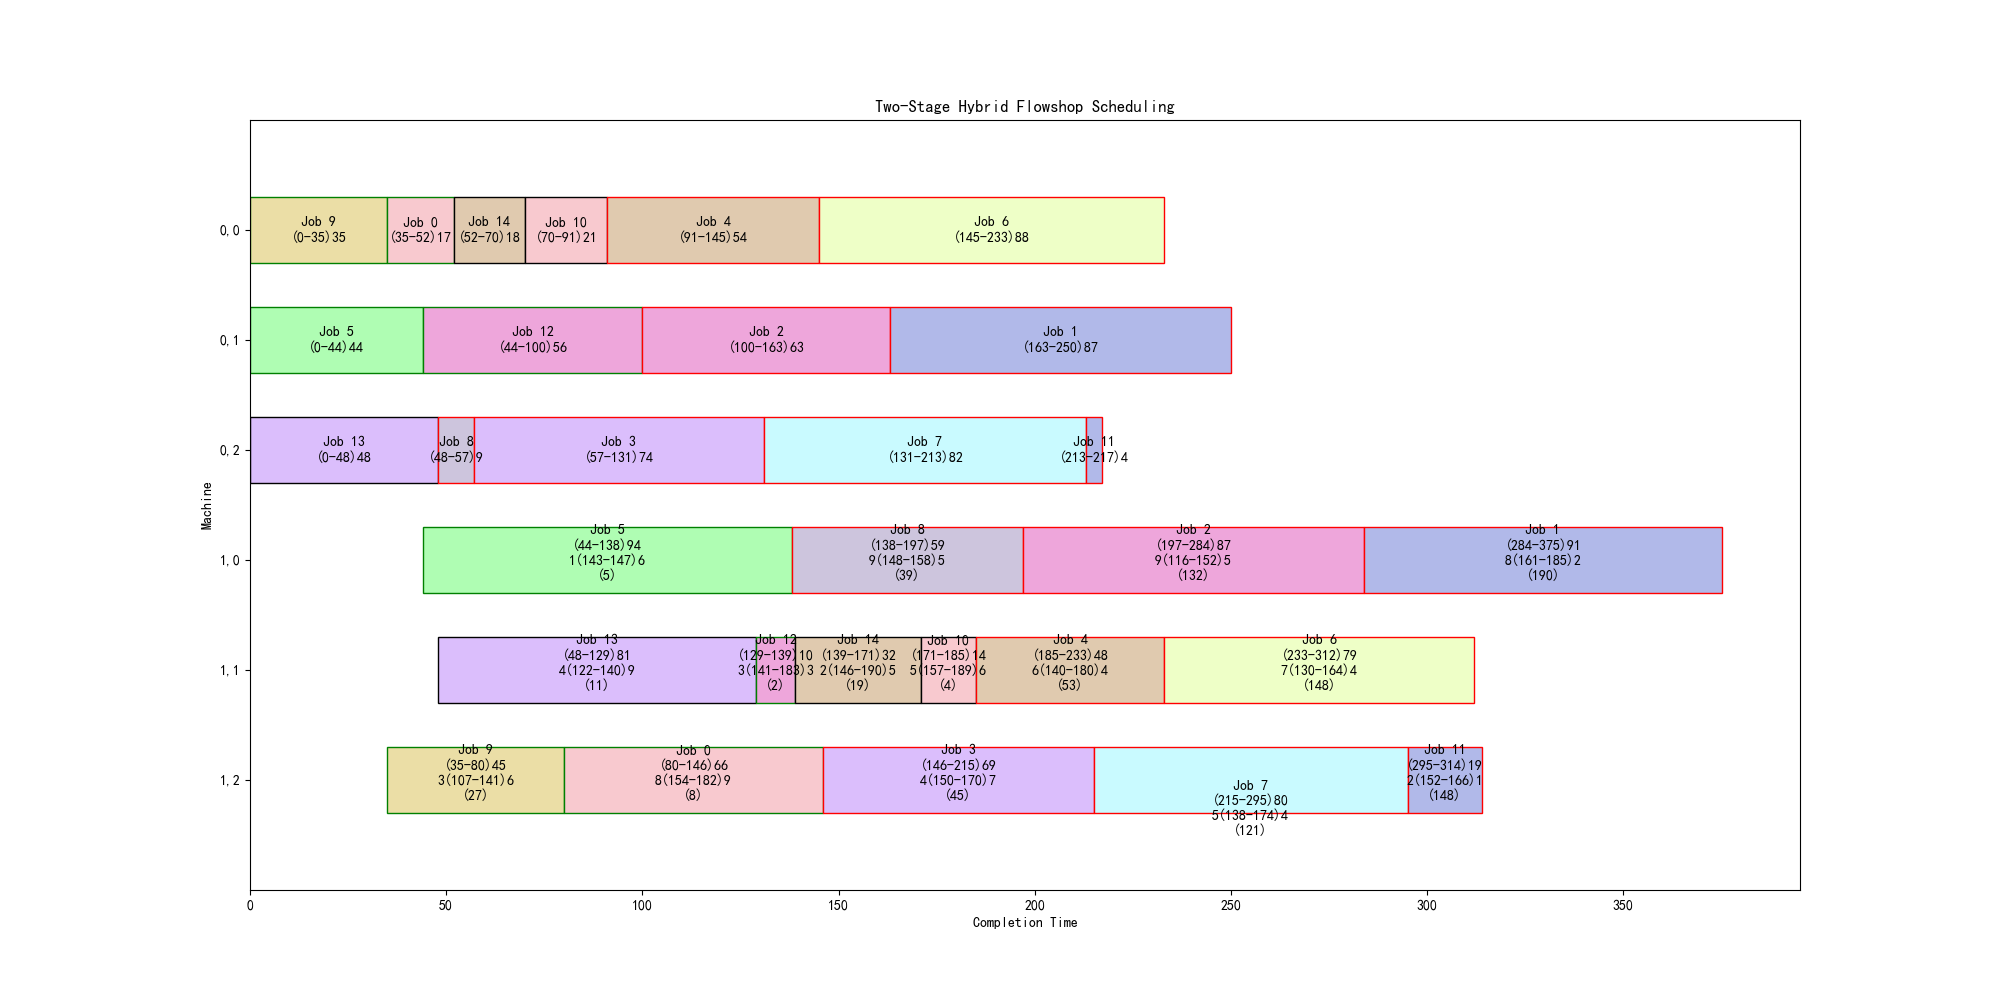 Two-Stage Hybrid Flowshop Scheduling
Machine
0,0
Job 9
(0-35)35
Job 0
(35-52)17
Job 14
(52-70)18
Job 10
(70-91)21
Job 4
(91-145)54
Job 6
(145-233)88
0,1
Job 5
(0-44)44
Job 12
(44-100)56
Job 2
(100-163)63
Job 1
(163-250)87
0,2
Job 13
(0-48)48
Job 8
(48-57)9
Job 3
(57-131)74
Job 7
(131-213)82
Job 11
(213-217)4
1,0
Job 5
(44-138)94
1(143-147)6
(5)
Job 8
(138-197)59
9(148-158)5
(39)
Job 2
(197-284)87
9(116-152)5
(132)
Job 1
(284-375)91
8(161-185)2
(190)
1,1
Job 13
(48-129)81
4(122-140)9
(11)
Job 12
(129-139)10
3(141-183)3
(2)
Job 14
(139-171)32
2(146-190)5
(19)
Job 10
(171-185)14
5(157-189)6
(4)
Job 4
(185-233)48
6(140-180)4
(53)
Job 6
(233-312)79
7(130-164)4
(148)
1,2
Job 9
(35-80)45
3(107-141)6
(27)
Job 0
(80-146)66
8(154-182)9
(8)
Job 3
(146-215)69
4(150-170)7
(45)
Job 7
(215-295)80
5(138-174)4
(121)
Job 11
(295-314)19
2(152-166)1
(148)
0
50
100
150
200
250
300
350
Completion Time